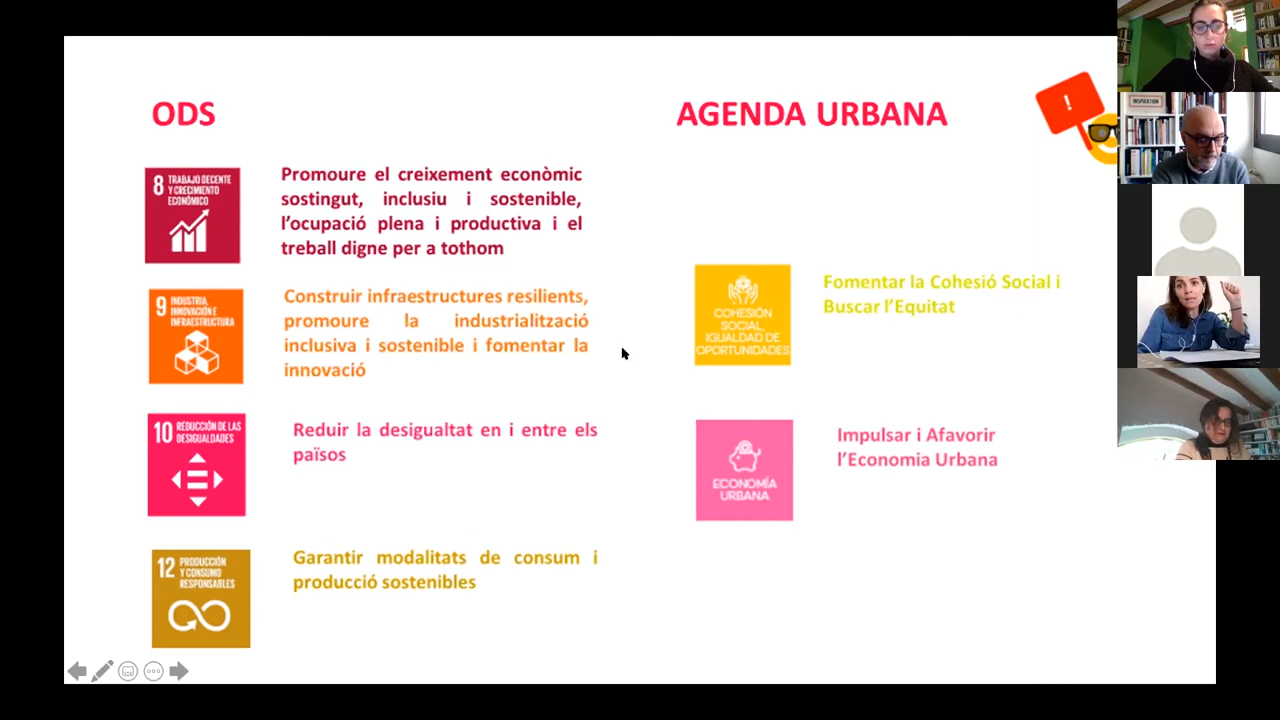 ODS
8 TRABAJO DECENTE
Y CRECIMIENTO
ECONÓMICO
Promoure el creixement econòmic
sostingut, inclusiu i sostenible,
l'ocupació plena i productiva i el
treball digne per a tothom
9 INDUSTRIA,
INNOVACIÓN E
INFRAESTRUCTURA
Construir infraestructures resilients,
promoure la industrialització
inclusiva i sostenible i fomentar la
innovació
10 REDUCCIÓN DE LAS
DESIGUALDADES
Reduir la desigualtat en i entre els
països
12 PRODUCCIÓN
Y CONSUMO
RESPONSABLES
Garantir modalitats de consum i
producció sostenibles
AGENDA URBANA
!
COHESIÓN
SOCIAL,
IGUALDAD DE
OPORTUNIDADES
Fomentar la Cohesió Social i
Buscar l'Equitat
ECONOMÍA
URBANA
Impulsar i Afavorir
l'Economia Urbana
INSPIRATION